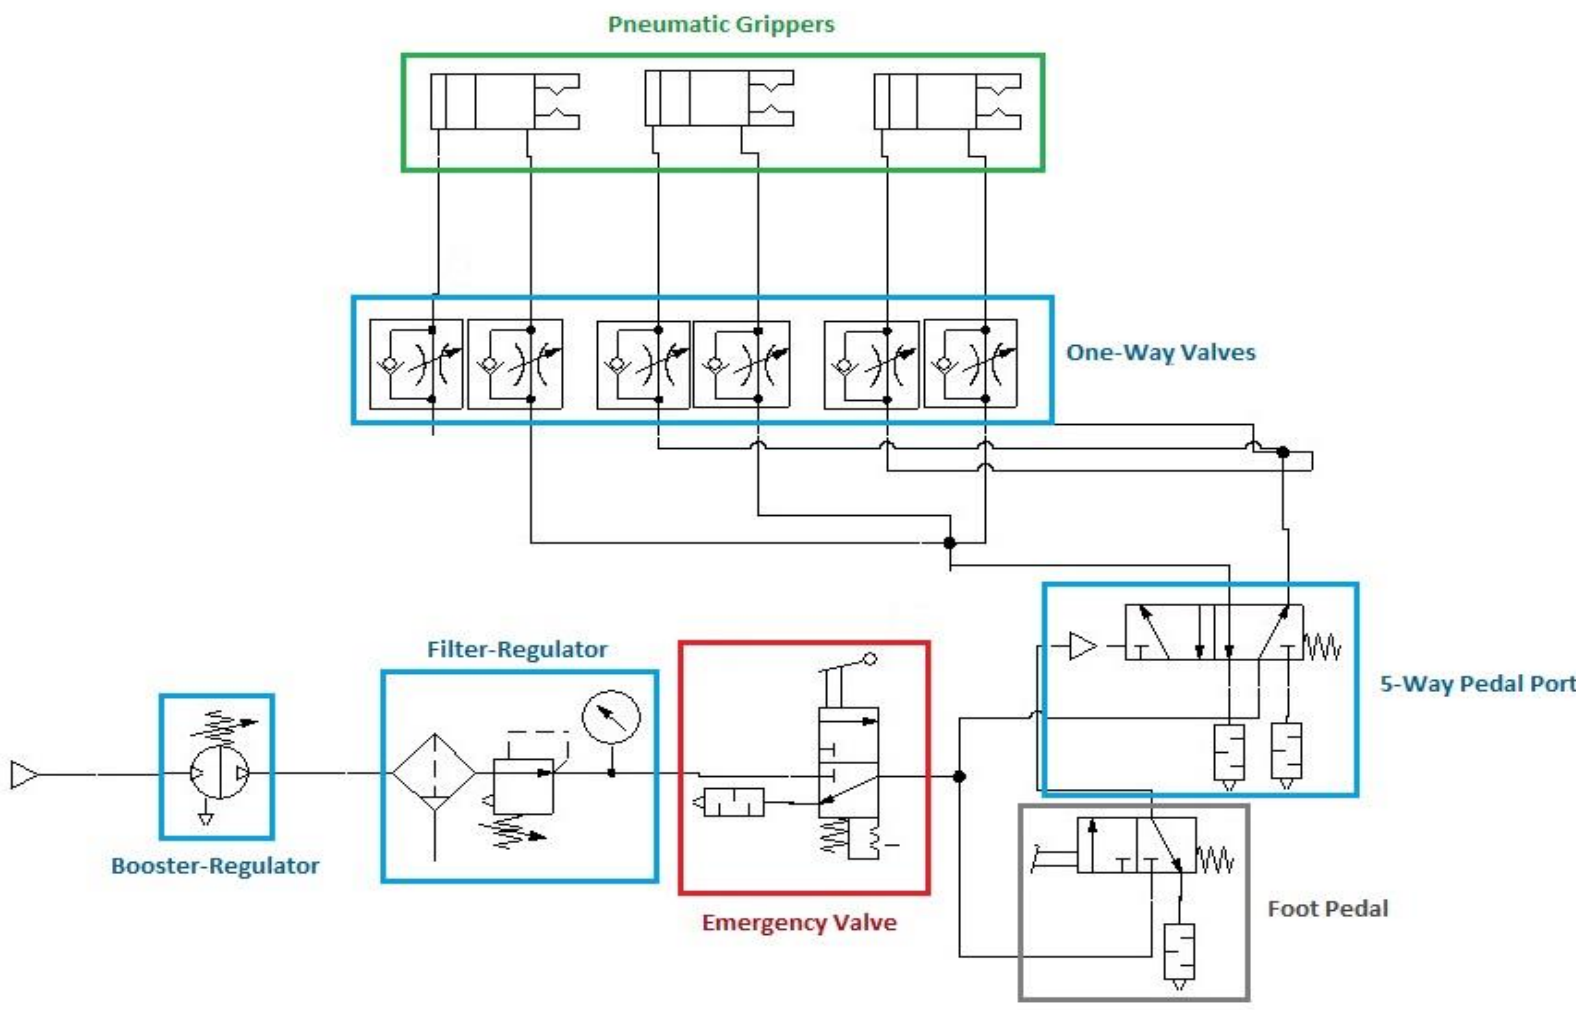 Pneumatic Grippers
One-Way Valves
Filter-Regulator
5-Way Pedal Port
Booster-Regulator
Emergency Valve
Foot Pedal